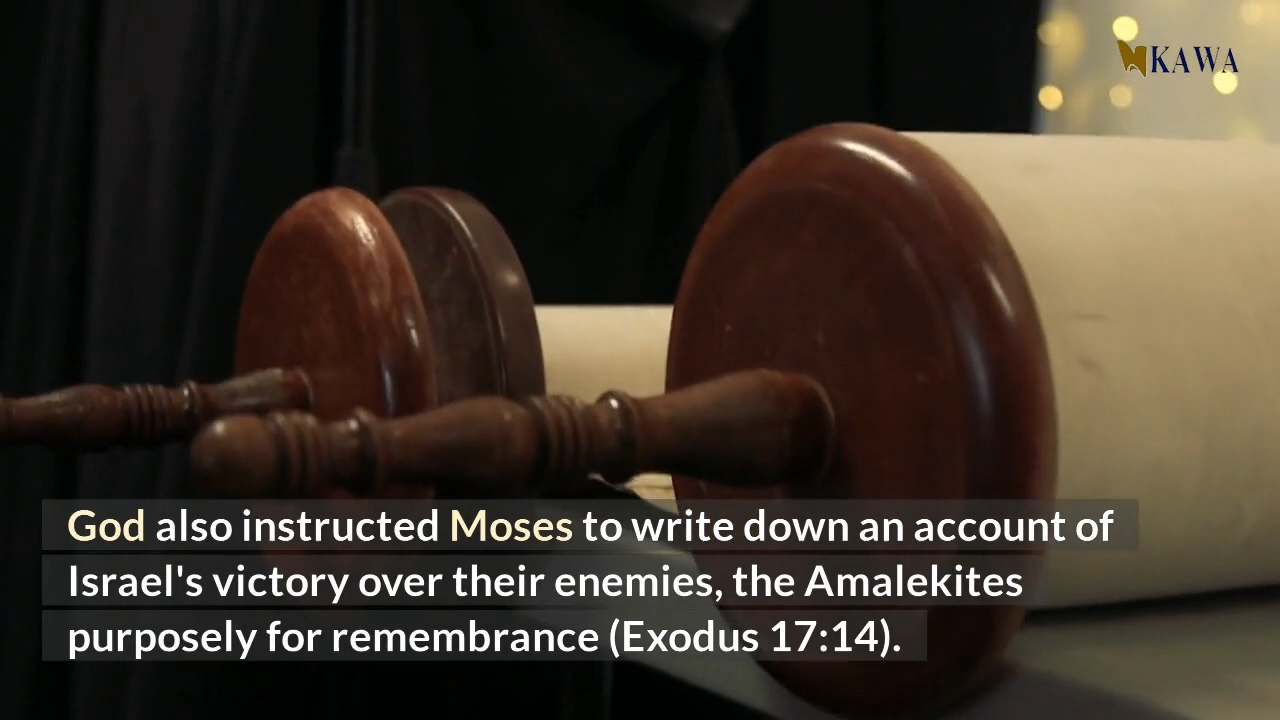 KAWA
God also instructed Moses to write down an account of
Israel's victory over their enemies, the Amalekites
purposely for remembrance (Exodus 17:14).